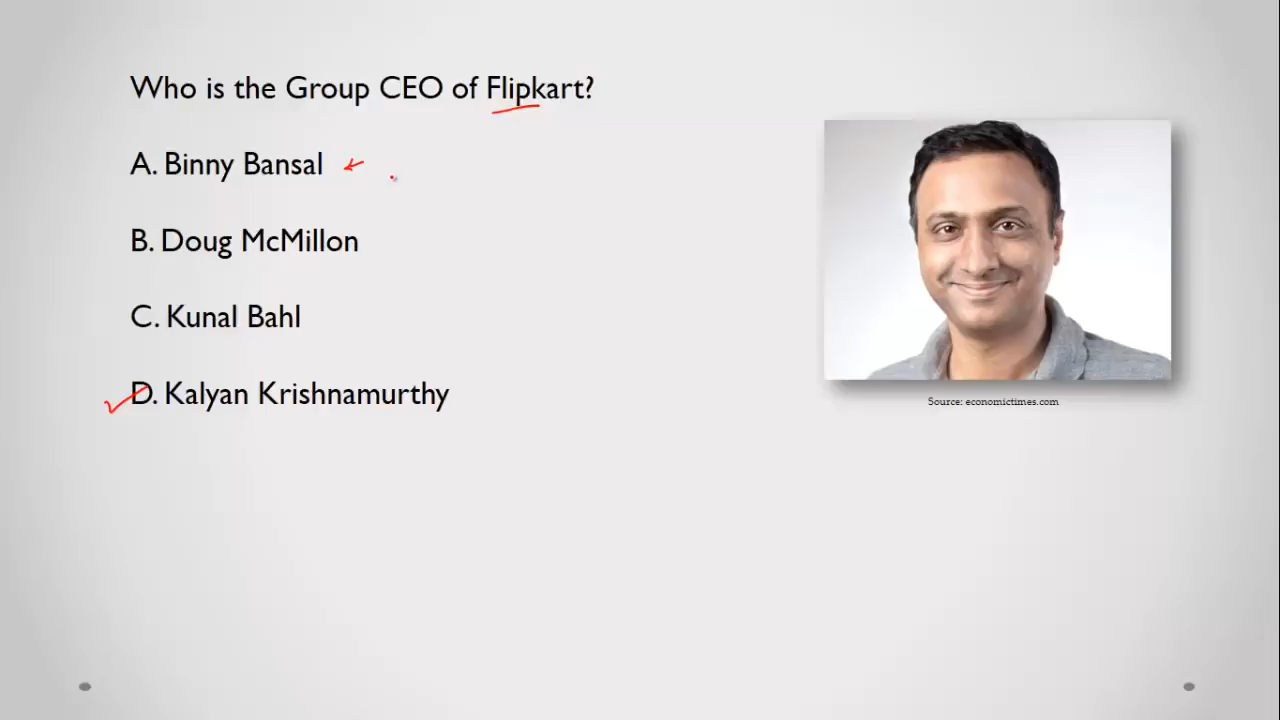 Who is the Group CEO of Flipkart?
A. Binny Bansal
B. Doug McMillon
C. Kunal Bahl
D. Kalyan Krishnamurthy
Source: economictimes.com